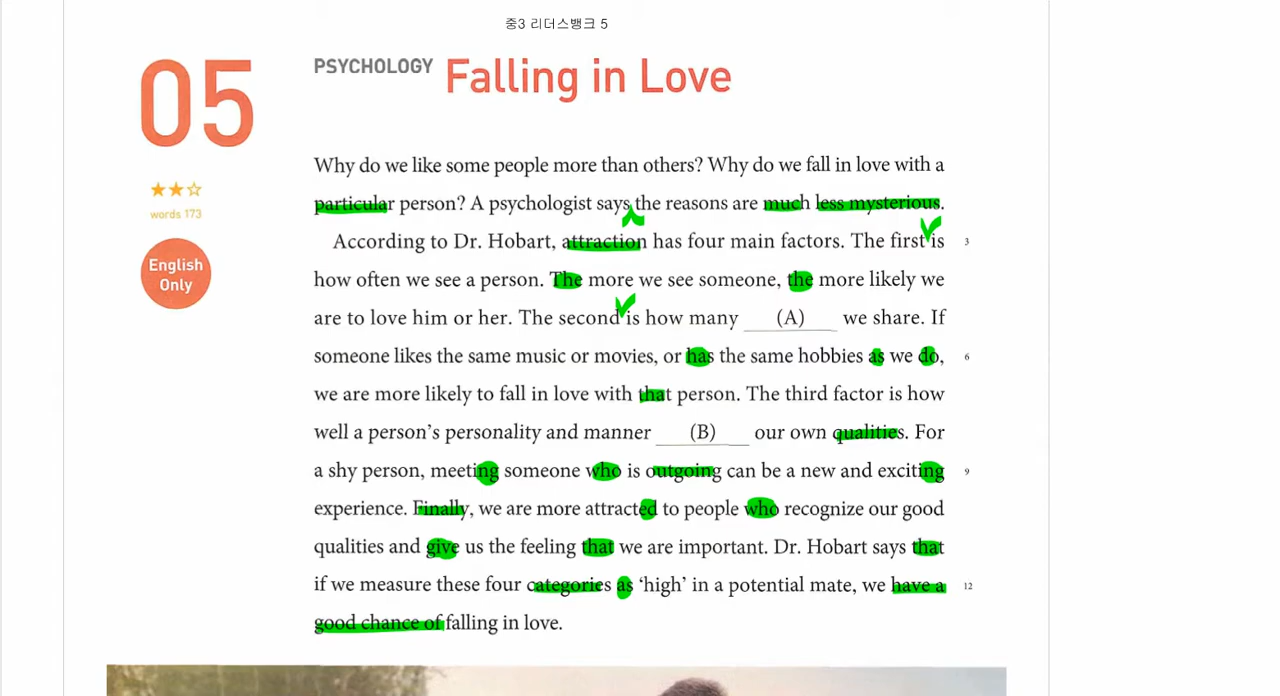 중3 리더스뱅크 5
05
PSYCHOLOGY Falling in Love
words 173
English
Only
Why do we like some people more than others? Why do we fall in love with a
particular person? A psychologist says the reasons are much less mysterious.
According to Dr. Hobart, attraction has four main factors. The first is 3
how often we see a person. The more we see someone, the more likely we
are to love him or her. The second is how many (A) we share. If
someone likes the same music or movies, or has the same hobbies as we do, 6
we are more likely to fall in love with that person. The third factor is how
well a person's personality and manner (B) our own qualities. For
a shy person, meeting someone who is outgoing can be a new and exciting 9
experience. Finally, we are more attracted to people who recognize our good
qualities and give us the feeling that we are important. Dr. Hobart says that
if we measure these four categories as 'high' in a potential mate, we have a 12
good chance of falling in love.